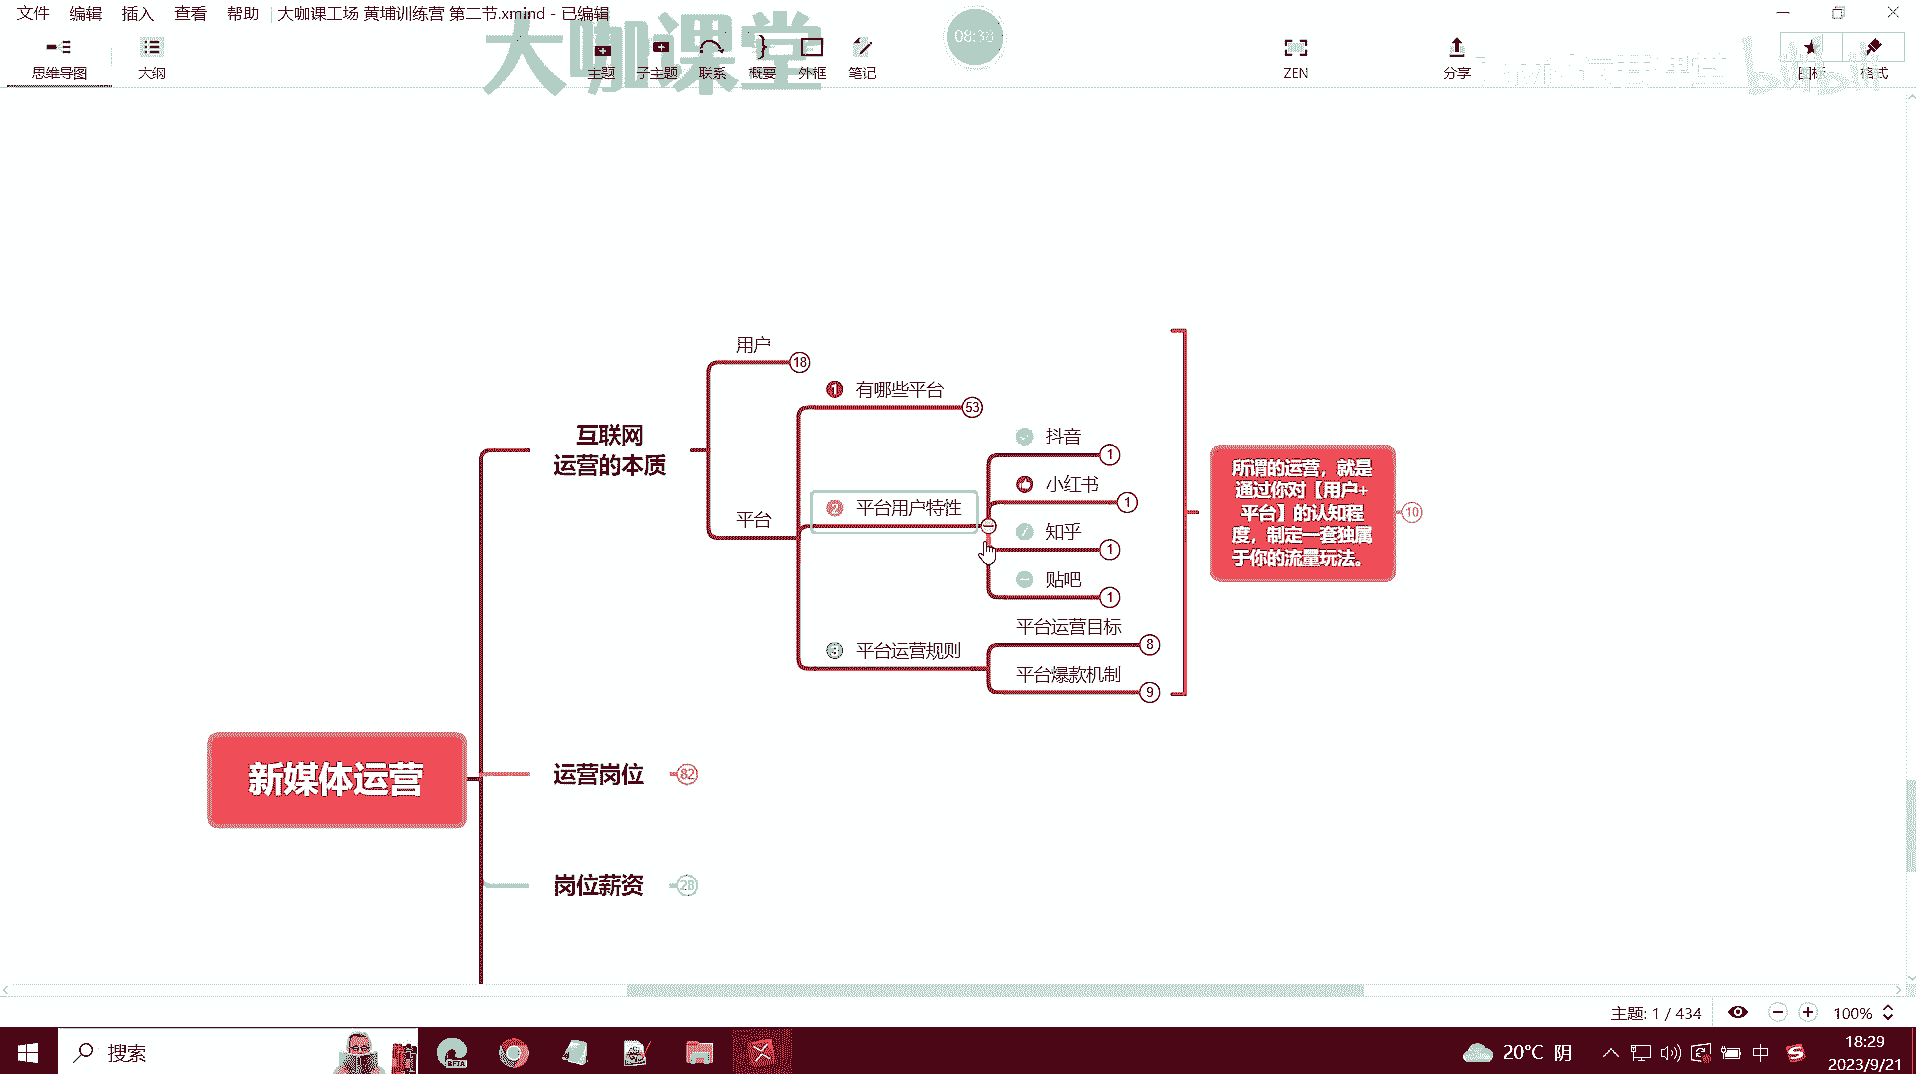 文件 编辑 插入 查看 帮助 大咖课工场 黄埔训练营 第二节.xmind - 已编辑
大咖课堂
08:38
思维导图 大纲 主题 子主题 联系 概要 外框 笔记 ZEN 分享 图标 格式
bilibili
用户
18
1 有哪些平台
53
抖音
1
互联网
运营的本质
小红书
1
2 平台用户特性
平台
知乎
1
贴吧
1
平台运营目标
8
3 平台运营规则
平台爆款机制
9
所谓的运营，就是
通过你对【用户+
平台】的认知程
度，制定一套独属
于你的流量玩法。
10
新媒体运营
运营岗位
82
岗位薪资
28
主题: 1 / 434
100%
搜索
BETA
20°C 阴
中
18:29
2023/9/21